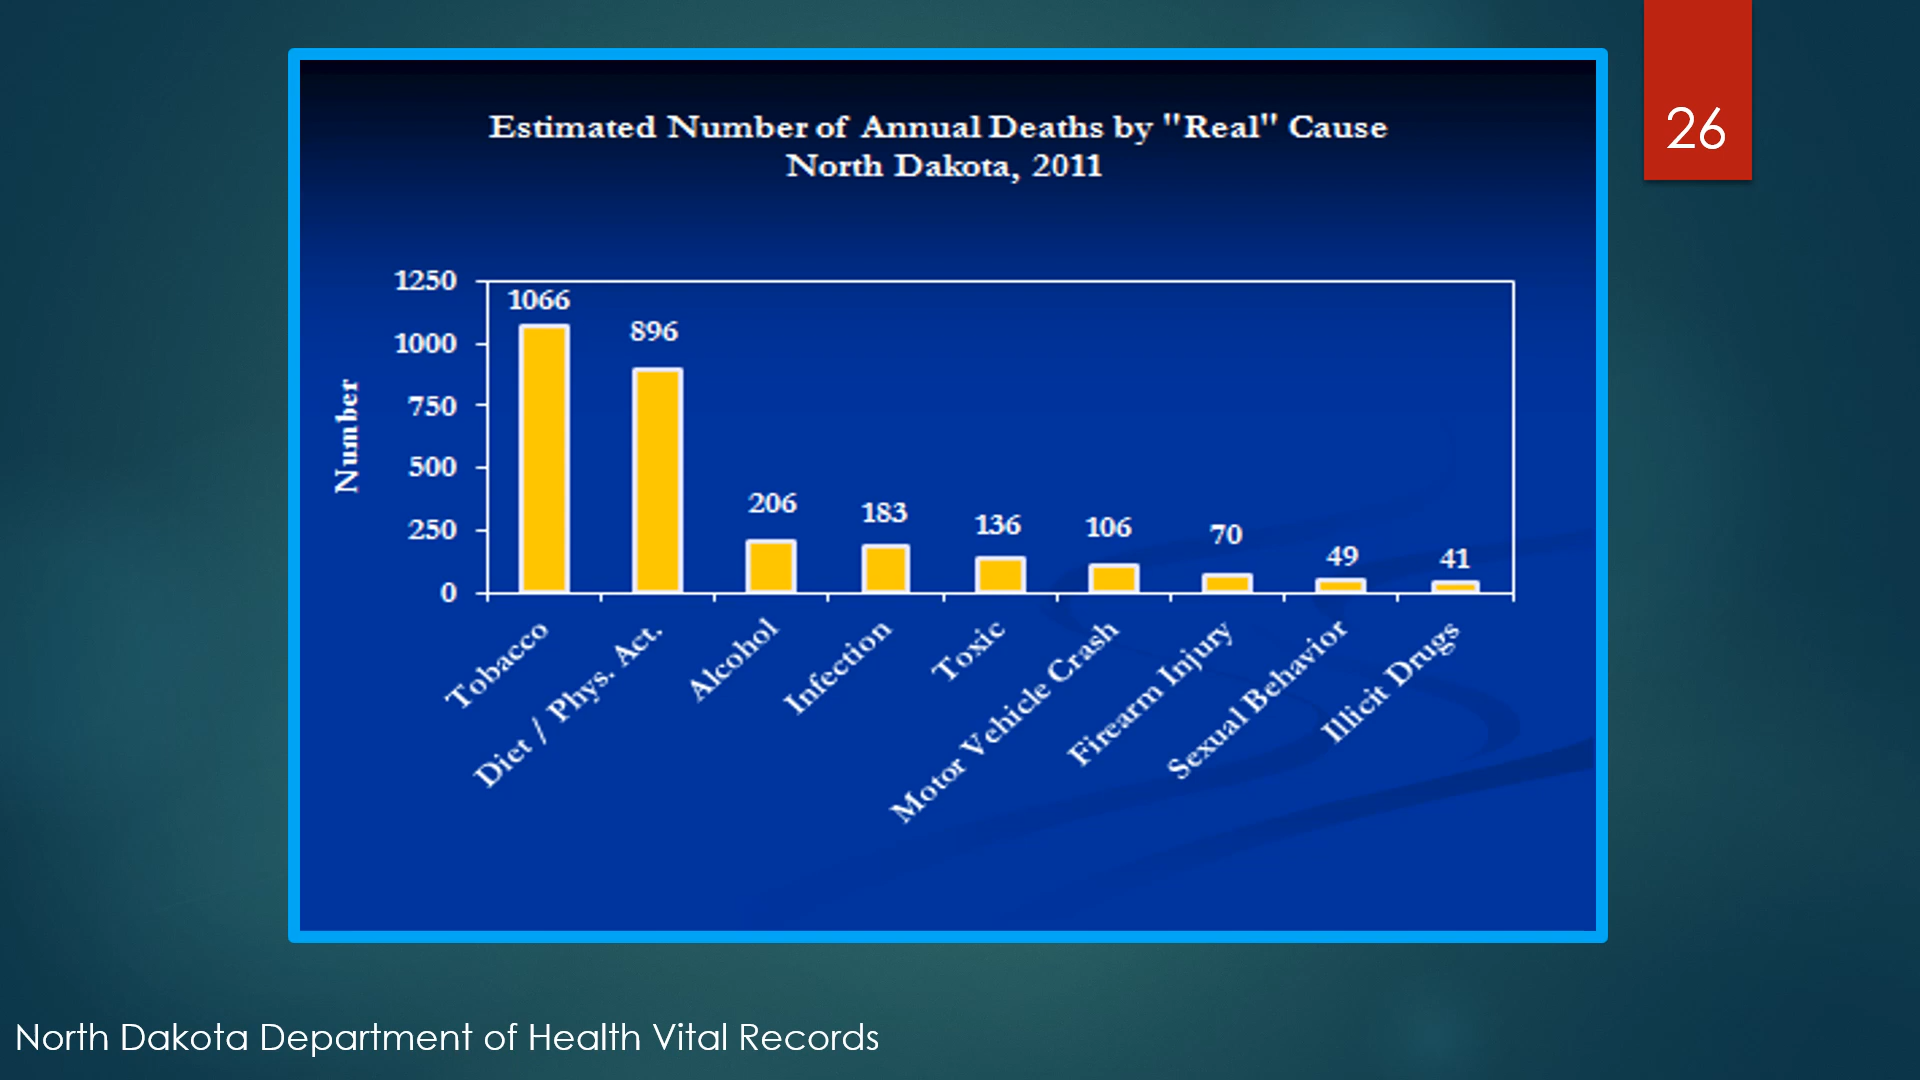 26
Estimated Number of Annual Deaths by "Real" Cause
North Dakota, 2011
Number
1250
1000
750
500
250
0
1066
896
206
183
136
106
70
49
41
Tobacco
Diet / Phys. Act.
Alcohol
Infection
Toxic
Motor Vehicle Crash
Firearm Injury
Sexual Behavior
Illicit Drugs
North Dakota Department of Health Vital Records